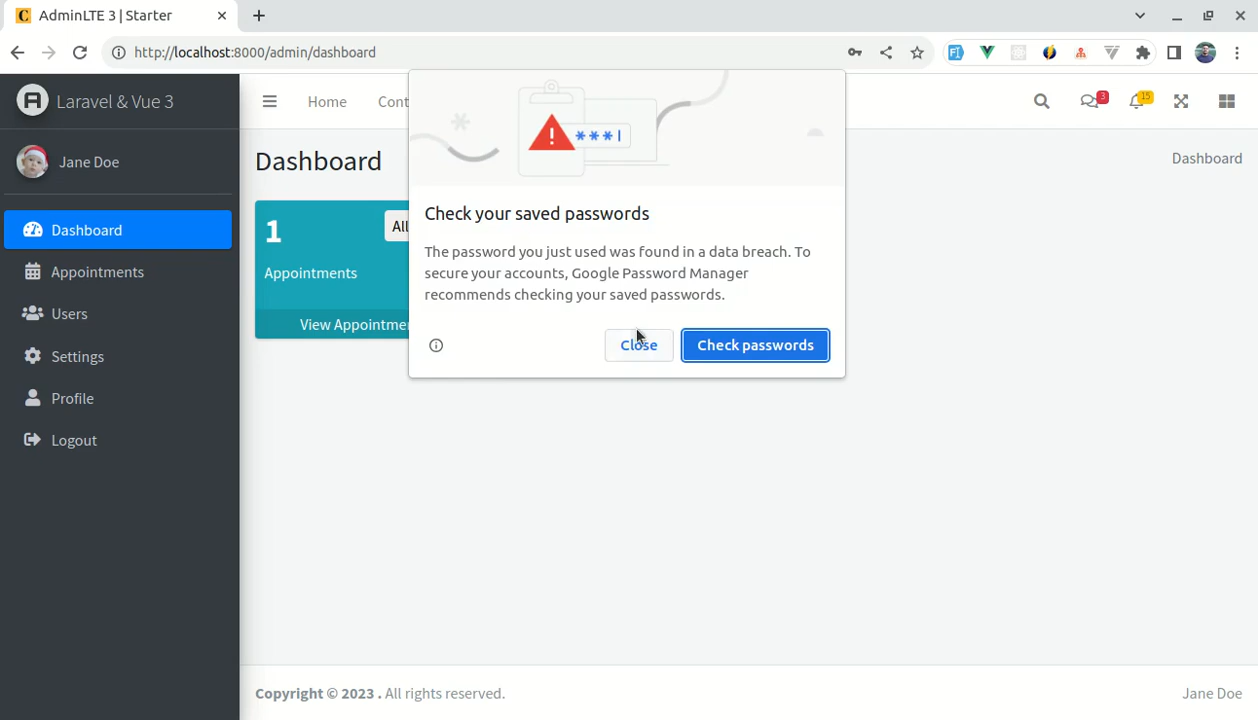 AdminLTE 3 | Starter
http://localhost:8000/admin/dashboard
Laravel & Vue 3
Home
Cont
3
15
Jane Doe
Dashboard
Dashboard
Dashboard
Appointments
Users
Settings
Profile
Logout
1
All
Appointments
View Appointmen
***|
Check your saved passwords
The password you just used was found in a data breach. To
secure your accounts, Google Password Manager
recommends checking your saved passwords.
Close
Check passwords
Copyright © 2023 . All rights reserved.
Jane Doe